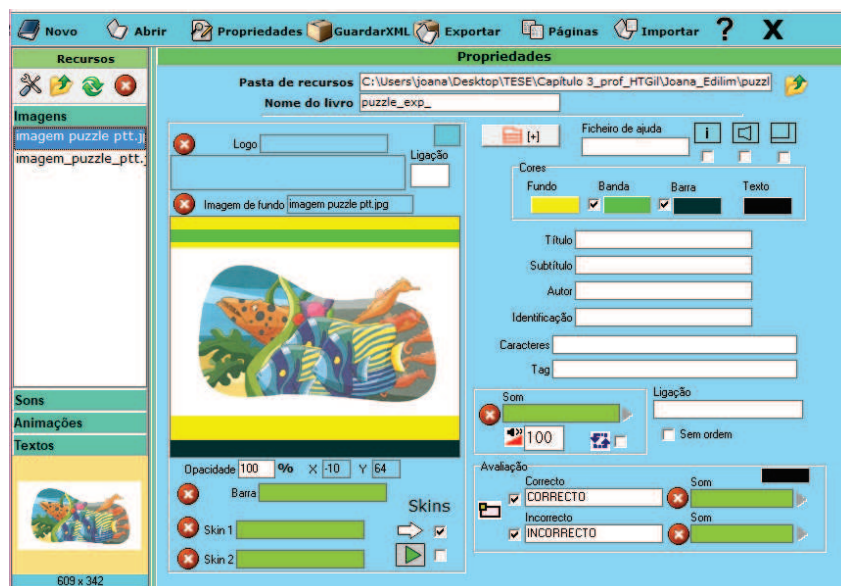 Novo Abrir Propriedades GuardarXML Exportar Páginas Importar ? X
Recursos
Imagens
imagem puzzle ptt.j
imagem_puzzle_ptt.j
Sons
Animações
Textos
609 x 342
Propriedades
Pasta de recursos C:\Users\joana\Desktop\TESE\Capítulo 3_prof_HTGil\Joana_Edilim\puzzl
Nome do livro puzzle_exp_
Logo
Ligação
Imagem de fundo imagem puzzle ptt.jpg
Opacidade 100 % X -10 Y 64
Barra
Skins
Skin 1
Skin 2
[+]
Ficheiro de ajuda
i
Cores
Fundo Banda Barra Texto
Título
Subtítulo
Autor
Identificação
Caracteres
Tag
Som
100
Ligação
Sem ordem
Avaliação
Correcto Som
CORRECTO
Incorrecto Som
INCORRECTO